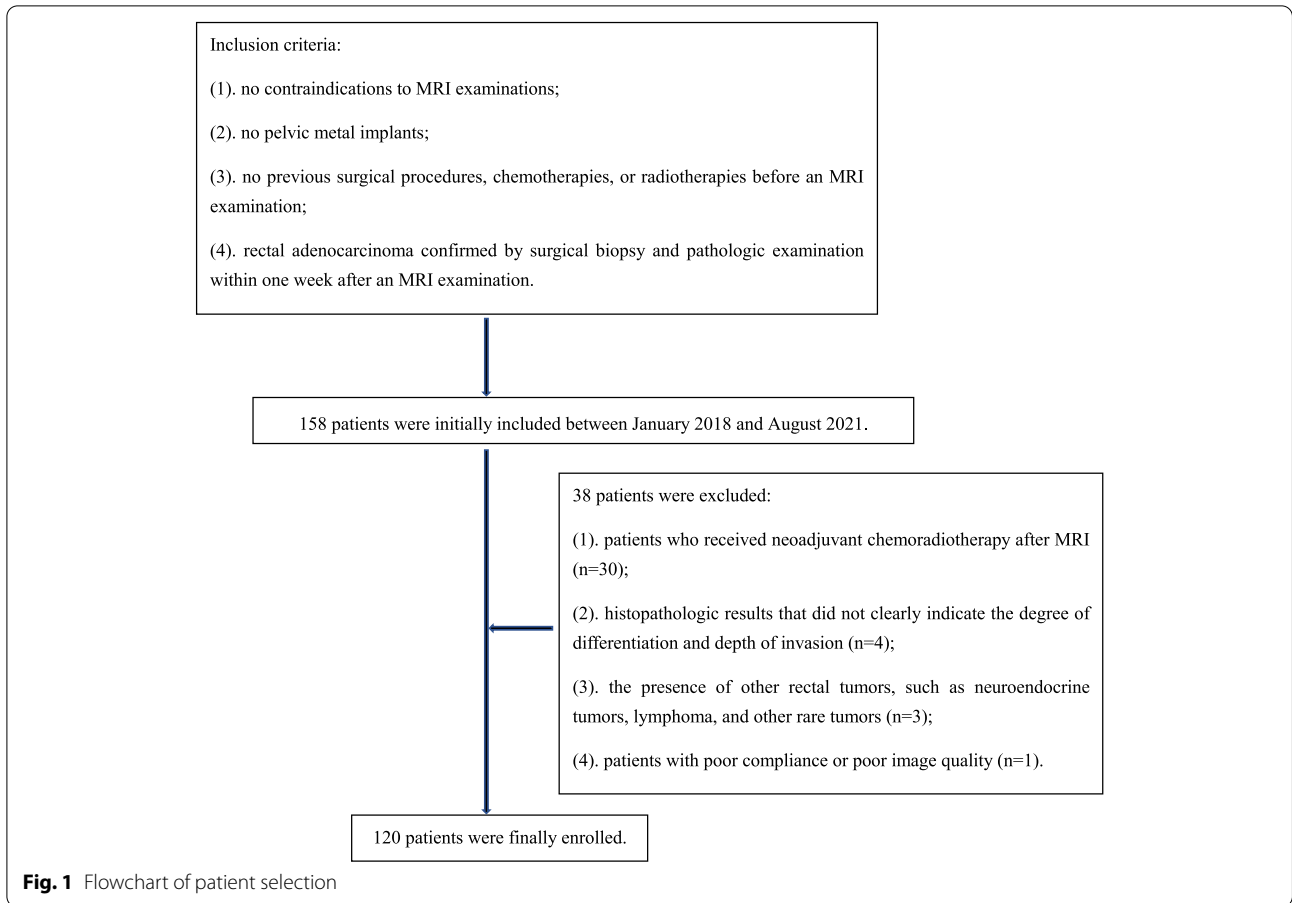 Inclusion criteria:
(1). no contraindications to MRI examinations;
(2). no pelvic metal implants;
(3). no previous surgical procedures, chemotherapies, or radiotherapies before an MRI
examination;
(4). rectal adenocarcinoma confirmed by surgical biopsy and pathologic examination
within one week after an MRI examination.
158 patients were initially included between January 2018 and August 2021.
38 patients were excluded:
(1). patients who received neoadjuvant chemoradiotherapy after MRI
(n=30);
(2). histopathologic results that did not clearly indicate the degree of
differentiation and depth of invasion (n=4);
(3). the presence of other rectal tumors, such as neuroendocrine
tumors, lymphoma, and other rare tumors (n=3);
(4). patients with poor compliance or poor image quality (n=1).
120 patients were finally enrolled.
Fig. 1 Flowchart of patient selection